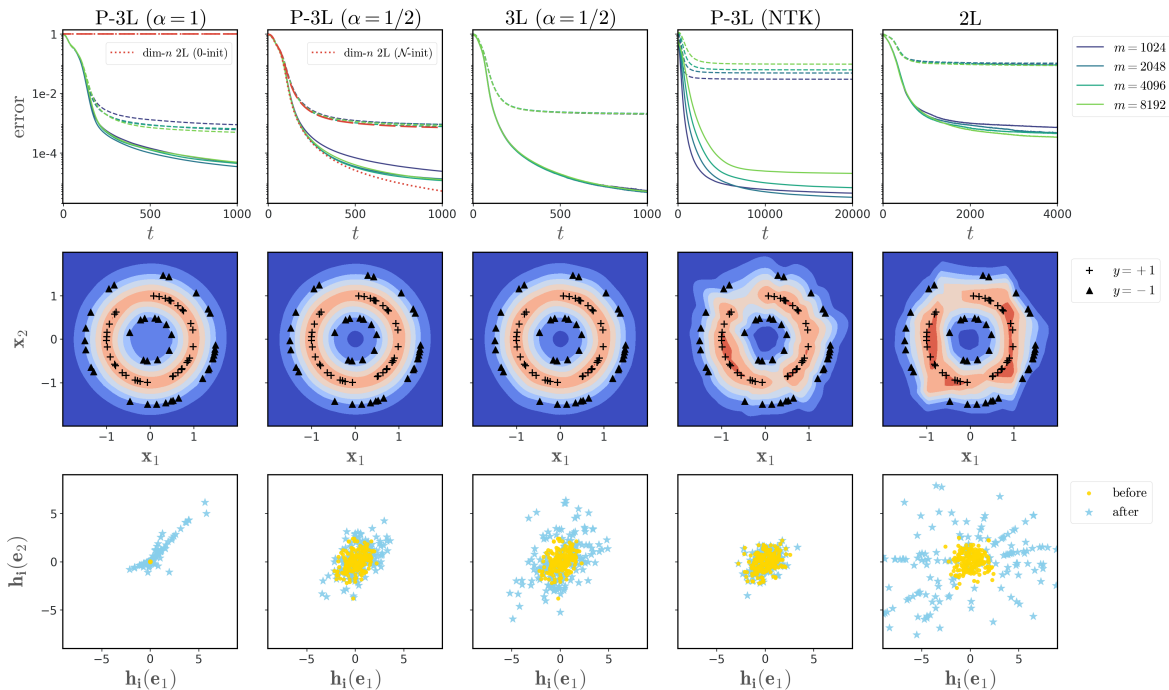 P-3L (α = 1)
P-3L (α = 1/2)
3L (α = 1/2)
P-3L (NTK)
2L
error
1
1e-2
1e-4
dim-n 2L (0-init)
dim-n 2L (𝒩-init)
m = 1024
m = 2048
m = 4096
m = 8192
0 500 1000
0 500 1000
0 500 1000
0 10000 20000
0 2000 4000
t
t
t
t
t
x₂
1
0
−1
y = +1
y = −1
−1 0 1
−1 0 1
−1 0 1
−1 0 1
−1 0 1
x₁
x₁
x₁
x₁
x₁
hᵢ(e₂)
5
0
−5
before
after
−5 0 5
−5 0 5
−5 0 5
−5 0 5
−5 0 5
hᵢ(e₁)
hᵢ(e₁)
hᵢ(e₁)
hᵢ(e₁)
hᵢ(e₁)